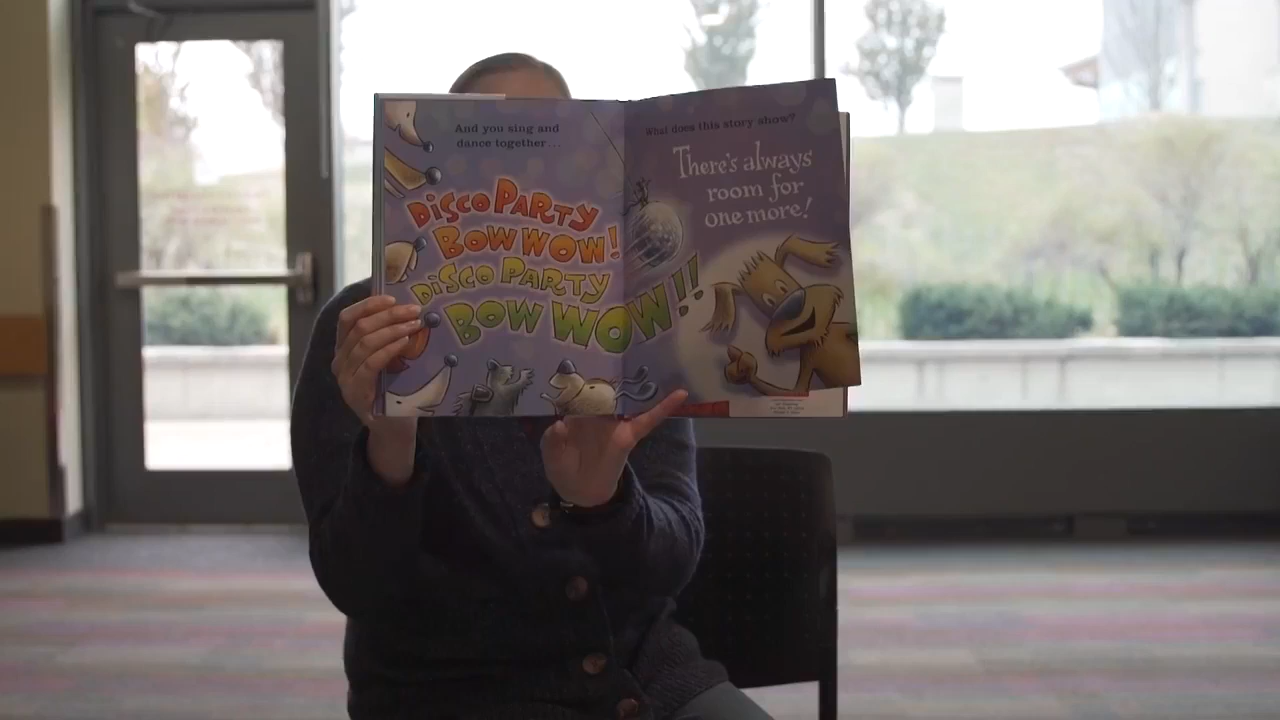 And you sing and
dance together...
DISCO PARTY
BOW WOW!
DISCO PARTY
BOW WOW!!
What does this story show?
There's always
room for
one more!